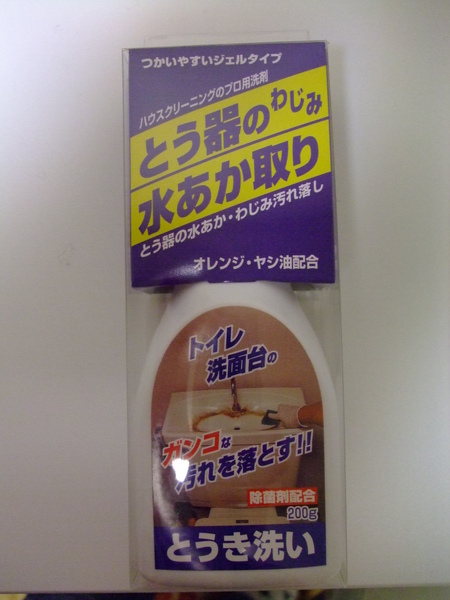 つかいやすいジェルタイプ
ハウスクリーニングのプロ用洗剤
とう器のわじみ
水あか取り
とう器の水あか・わじみ汚れ落し
オレンジ・ヤシ油配合
トイレ
洗面台の
ガンコな
汚れを落とす!!
除菌剤配合
200g
とうき洗い